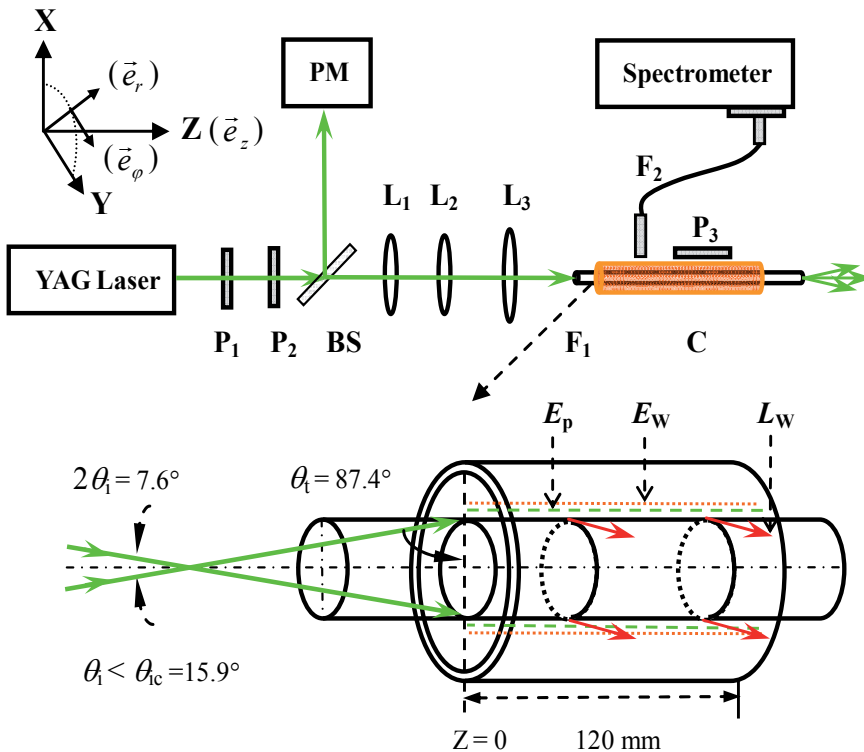 X
(e⃗r)
Z (e⃗z)
(e⃗φ)
Y
PM
Spectrometer
F2
L1 L2 L3
P3
YAG Laser
P1 P2 BS
F1 C
Ep EW LW
2θi = 7.6°
θt = 87.4°
θi < θic = 15.9°
Z = 0 120 mm